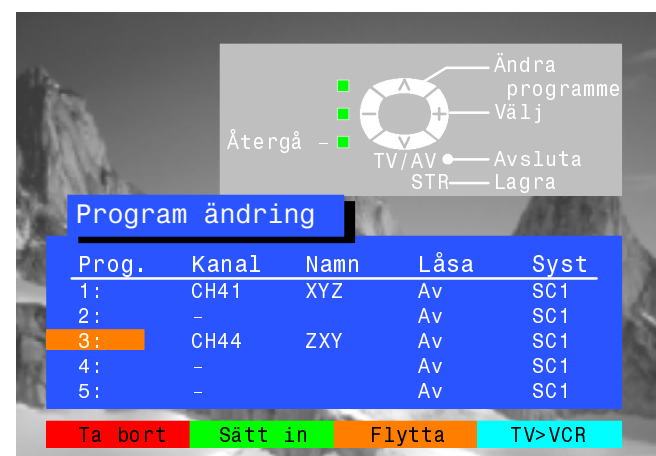 Ändra
programme
Välj
Återgå –
TV/AV Avsluta
STR Lagra
Program ändring
Prog. Kanal Namn Låsa Syst
1: CH41 XYZ Av SC1
2: – Av SC1
3: CH44 ZXY Av SC1
4: – Av SC1
5: – Av SC1
Ta bort Sätt in Flytta TV>VCR